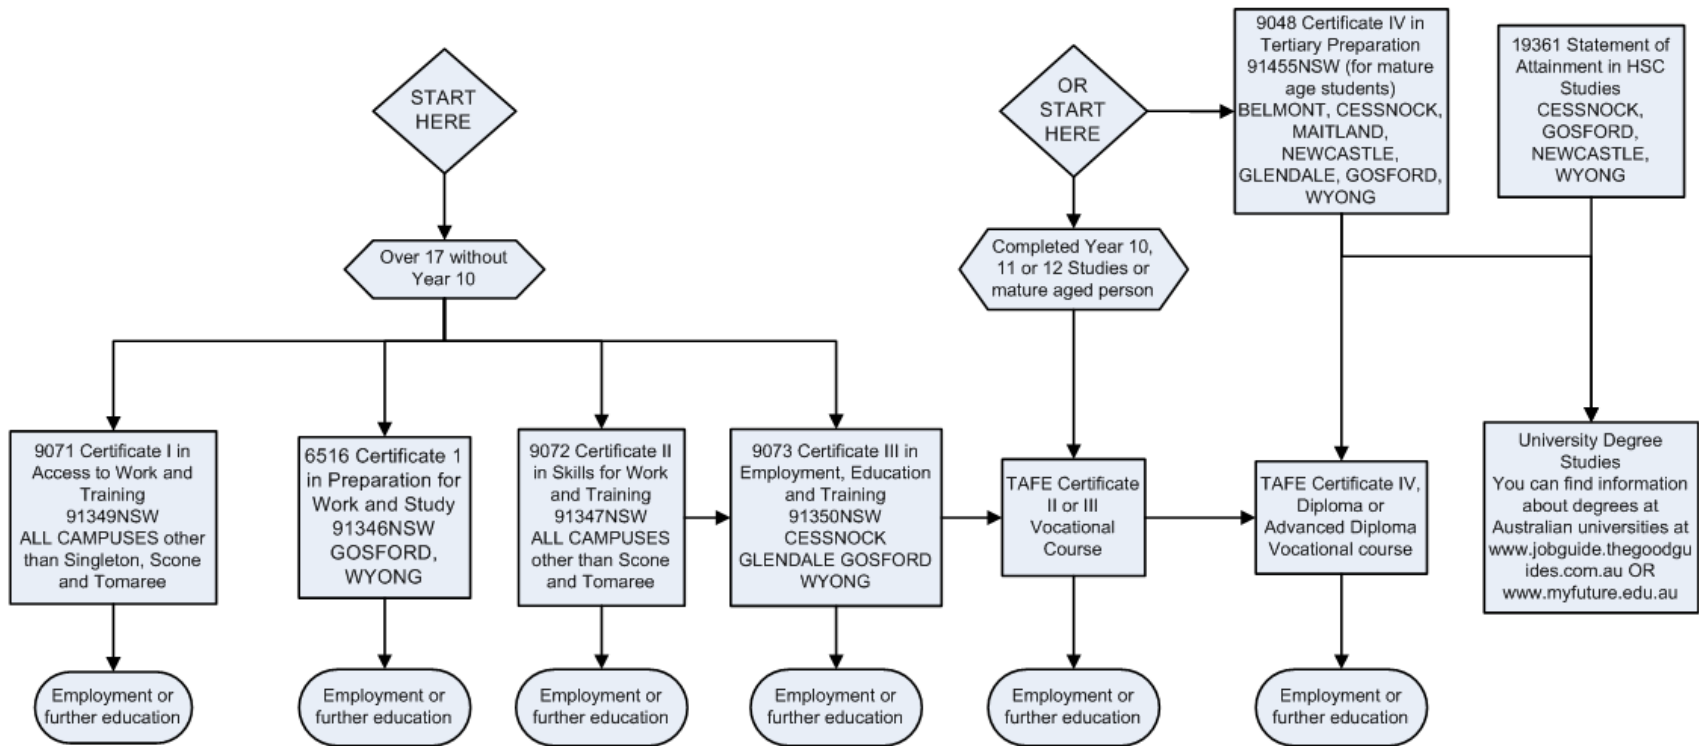 START
HERE
OR
START
HERE
9048 Certificate IV in
Tertiary Preparation
91455NSW (for mature
age students)
BELMONT, CESSNOCK,
MAITLAND,
NEWCASTLE,
GLENDALE, GOSFORD,
WYONG
19361 Statement of
Attainment in HSC
Studies
CESSNOCK,
GOSFORD,
NEWCASTLE,
WYONG
Over 17 without
Year 10
Completed Year 10,
11 or 12 Studies or
mature aged person
9071 Certificate I in
Access to Work and
Training
91349NSW
ALL CAMPUSES other
than Singleton, Scone
and Tomaree
6516 Certificate 1
in Preparation for
Work and Study
91346NSW
GOSFORD,
WYONG
9072 Certificate II
in Skills for Work
and Training
91347NSW
ALL CAMPUSES
other than Scone
and Tomaree
9073 Certificate III in
Employment, Education
and Training
91350NSW
CESSNOCK
GLENDALE GOSFORD
WYONG
TAFE Certificate
II or III
Vocational
Course
TAFE Certificate IV,
Diploma or
Advanced Diploma
Vocational course
University Degree
Studies
You can find information
about degrees at
Australian universities at
www.jobguide.thegoodgu
ides.com.au OR
www.myfuture.edu.au
Employment or
further education
Employment or
further education
Employment or
further education
Employment or
further education
Employment or
further education
Employment or
further education